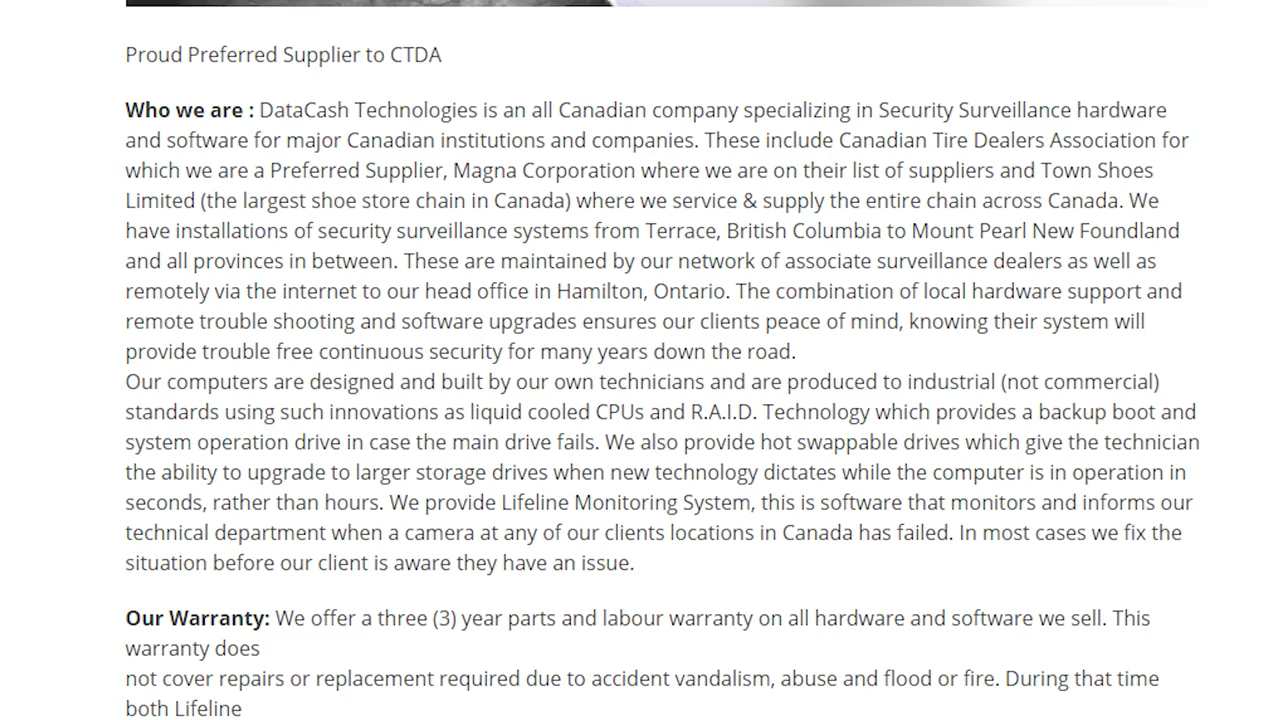 Proud Preferred Supplier to CTDA
Who we are : DataCash Technologies is an all Canadian company specializing in Security Surveillance hardware
and software for major Canadian institutions and companies. These include Canadian Tire Dealers Association for
which we are a Preferred Supplier, Magna Corporation where we are on their list of suppliers and Town Shoes
Limited (the largest shoe store chain in Canada) where we service & supply the entire chain across Canada. We
have installations of security surveillance systems from Terrace, British Columbia to Mount Pearl New Foundland
and all provinces in between. These are maintained by our network of associate surveillance dealers as well as
remotely via the internet to our head office in Hamilton, Ontario. The combination of local hardware support and
remote trouble shooting and software upgrades ensures our clients peace of mind, knowing their system will
provide trouble free continuous security for many years down the road.
Our computers are designed and built by our own technicians and are produced to industrial (not commercial)
standards using such innovations as liquid cooled CPUs and R.A.I.D. Technology which provides a backup boot and
system operation drive in case the main drive fails. We also provide hot swappable drives which give the technician
the ability to upgrade to larger storage drives when new technology dictates while the computer is in operation in
seconds, rather than hours. We provide Lifeline Monitoring System, this is software that monitors and informs our
technical department when a camera at any of our clients locations in Canada has failed. In most cases we fix the
situation before our client is aware they have an issue.
Our Warranty: We offer a three (3) year parts and labour warranty on all hardware and software we sell. This
warranty does
not cover repairs or replacement required due to accident vandalism, abuse and flood or fire. During that time
both Lifeline